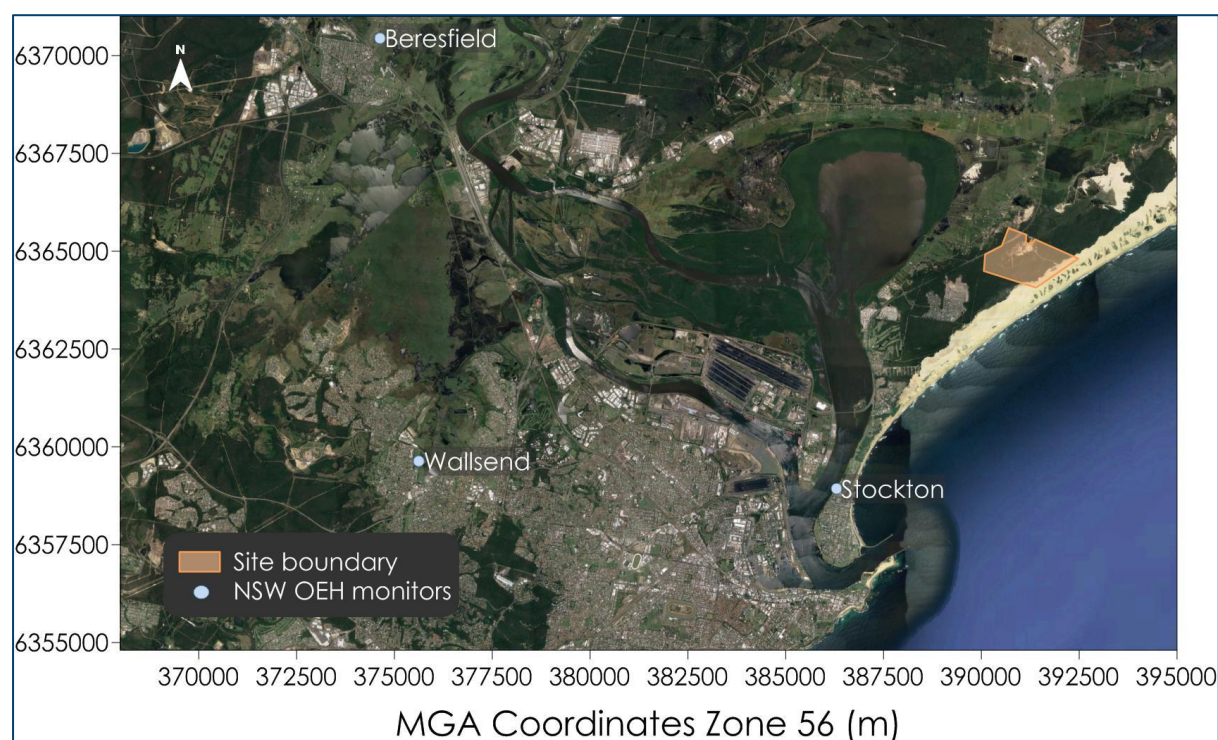 6370000
Beresfield
N
6367500
6365000
6362500
6360000
Wallsend
Stockton
6357500
Site boundary
NSW OEH monitors
6355000
370000 372500 375000 377500 380000 382500 385000 387500 390000 392500 395000
MGA Coordinates Zone 56 (m)